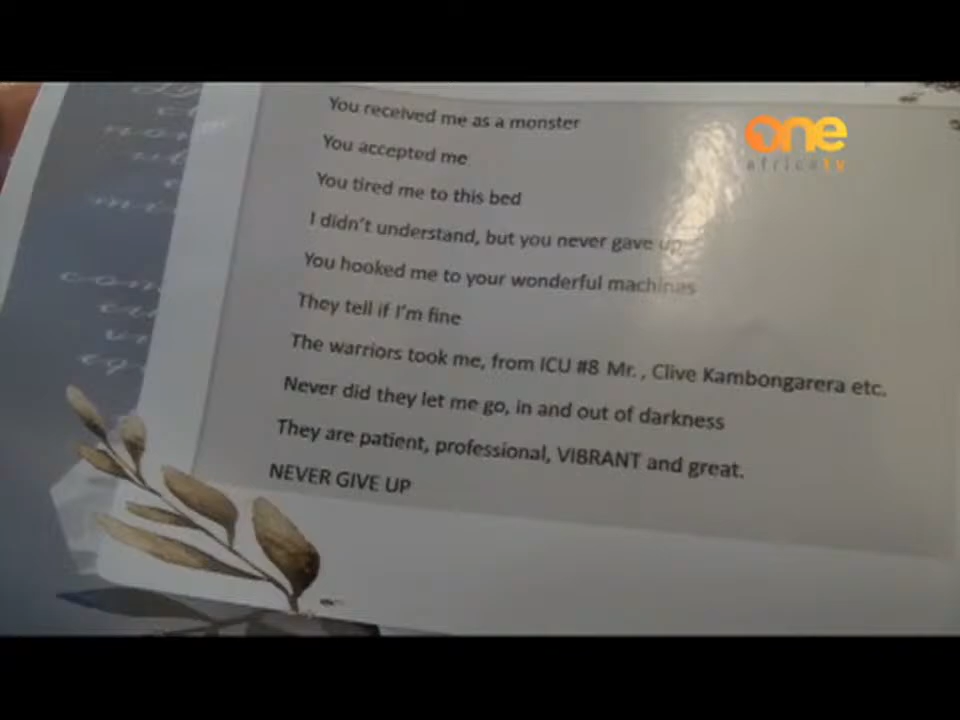 one
africa tv
You received me as a monster
You accepted me
You tired me to this bed
I didn't understand, but you never gave up
You hooked me to your wonderful machines
They tell if I'm fine
The warriors took me, from ICU #8 Mr. , Clive Kambongarera etc.
Never did they let me go, in and out of darkness
They are patient, professional, VIBRANT and great.
NEVER GIVE UP